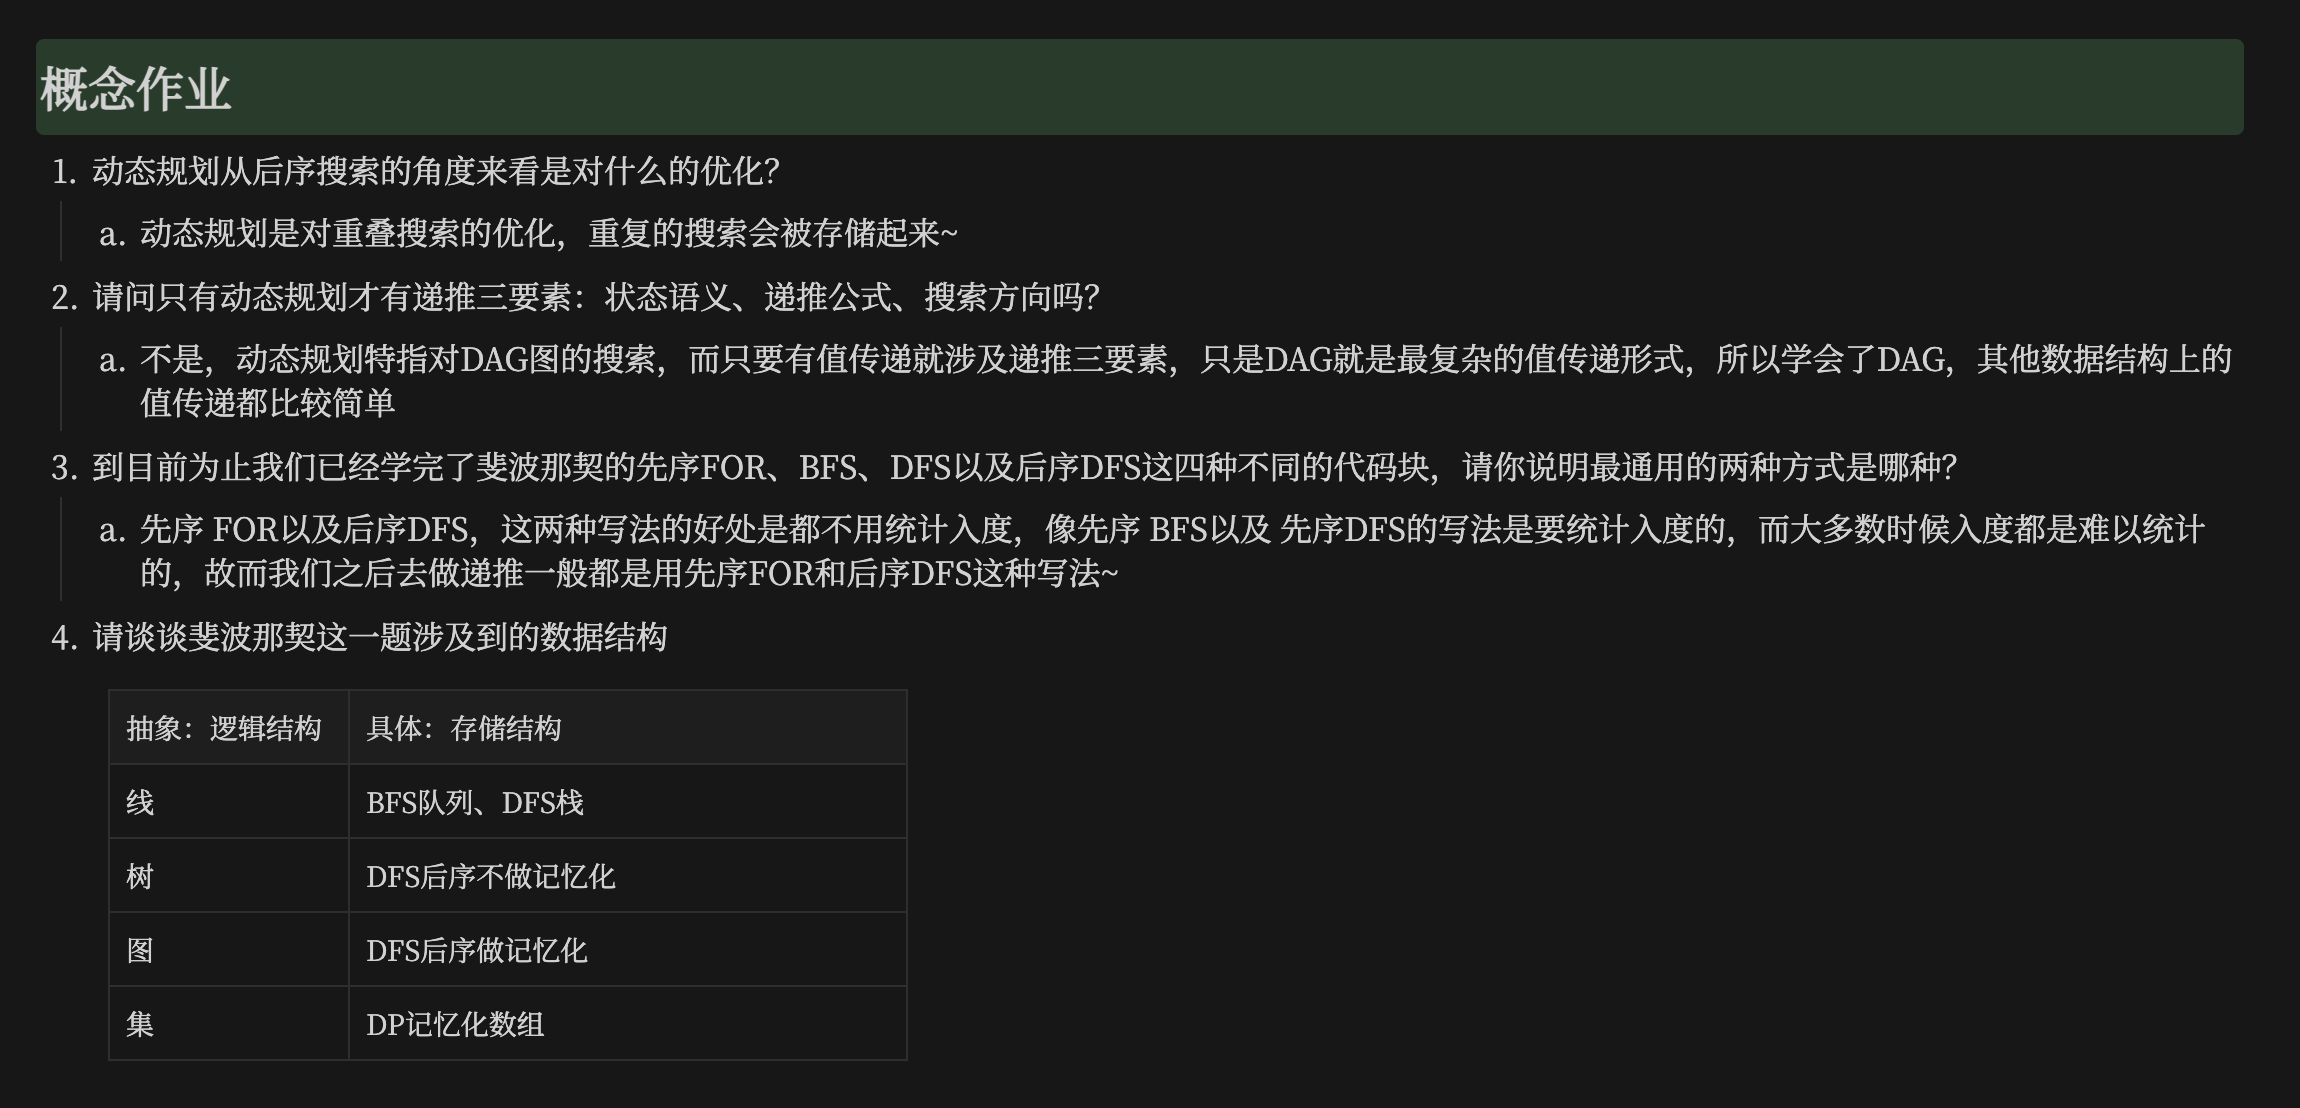 概念作业
1. 动态规划从后序搜索的角度来看是对什么的优化？
a. 动态规划是对重叠搜索的优化，重复的搜索会被存储起来~
2. 请问只有动态规划才有递推三要素：状态语义、递推公式、搜索方向吗？
a. 不是，动态规划特指对DAG图的搜索，而只要有值传递就涉及递推三要素，只是DAG就是最复杂的值传递形式，所以学会了DAG，其他数据结构上的
值传递都比较简单
3. 到目前为止我们已经学完了斐波那契的先序FOR、BFS、DFS以及后序DFS这四种不同的代码块，请你说明最通用的两种方式是哪种？
a. 先序 FOR以及后序DFS，这两种写法的好处是都不用统计入度，像先序 BFS以及 先序DFS的写法是要统计入度的，而大多数时候入度都是难以统计
的，故而我们之后去做递推一般都是用先序FOR和后序DFS这种写法~
4. 请谈谈斐波那契这一题涉及到的数据结构
抽象：逻辑结构 具体：存储结构
线 BFS队列、DFS栈
树 DFS后序不做记忆化
图 DFS后序做记忆化
集 DP记忆化数组